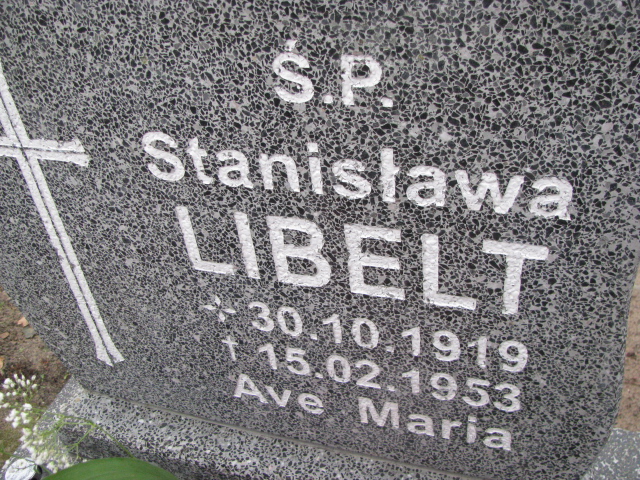 Ś.P.
Stanisława
LIBELT
* 30.10.1919
† 15.02.1953
Ave Maria